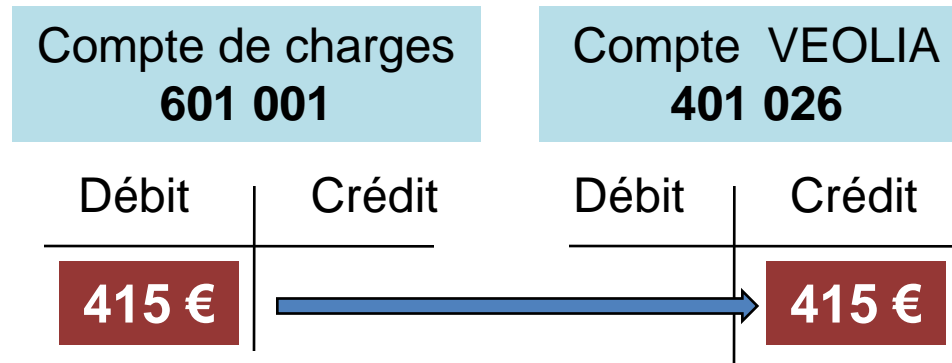 Compte de charges
601 001
Compte VEOLIA
401 026
Débit Crédit
Débit Crédit
415 €
415 €